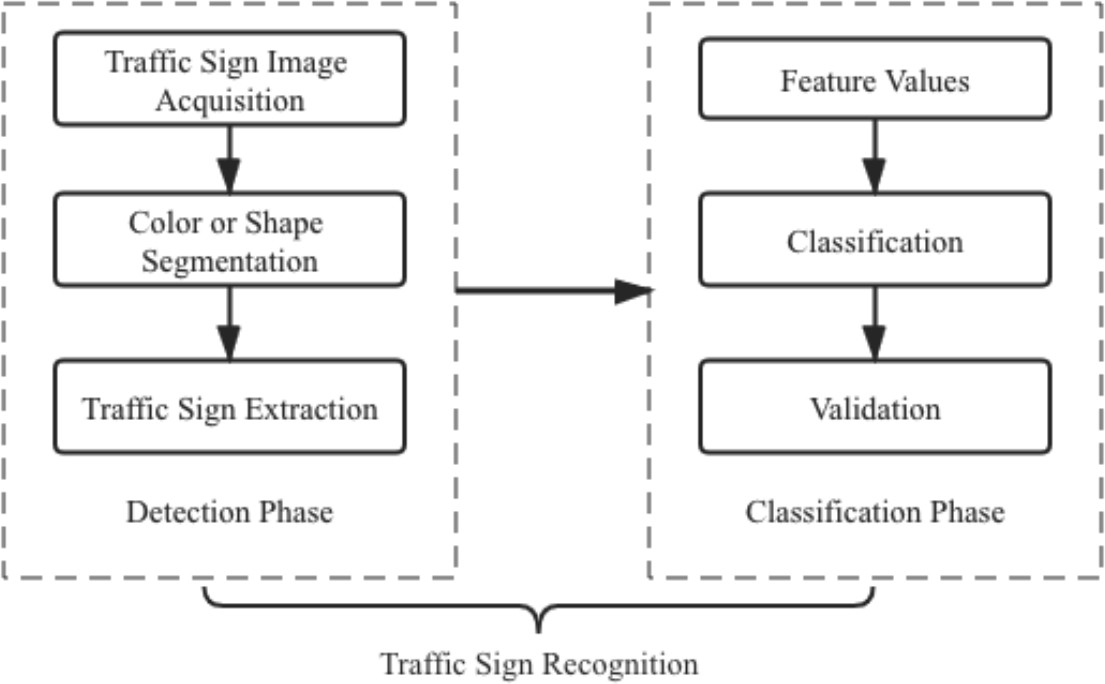 Traffic Sign Image
Acquisition
Color or Shape
Segmentation
Traffic Sign Extraction
Detection Phase
Feature Values
Classification
Validation
Classification Phase
Traffic Sign Recognition